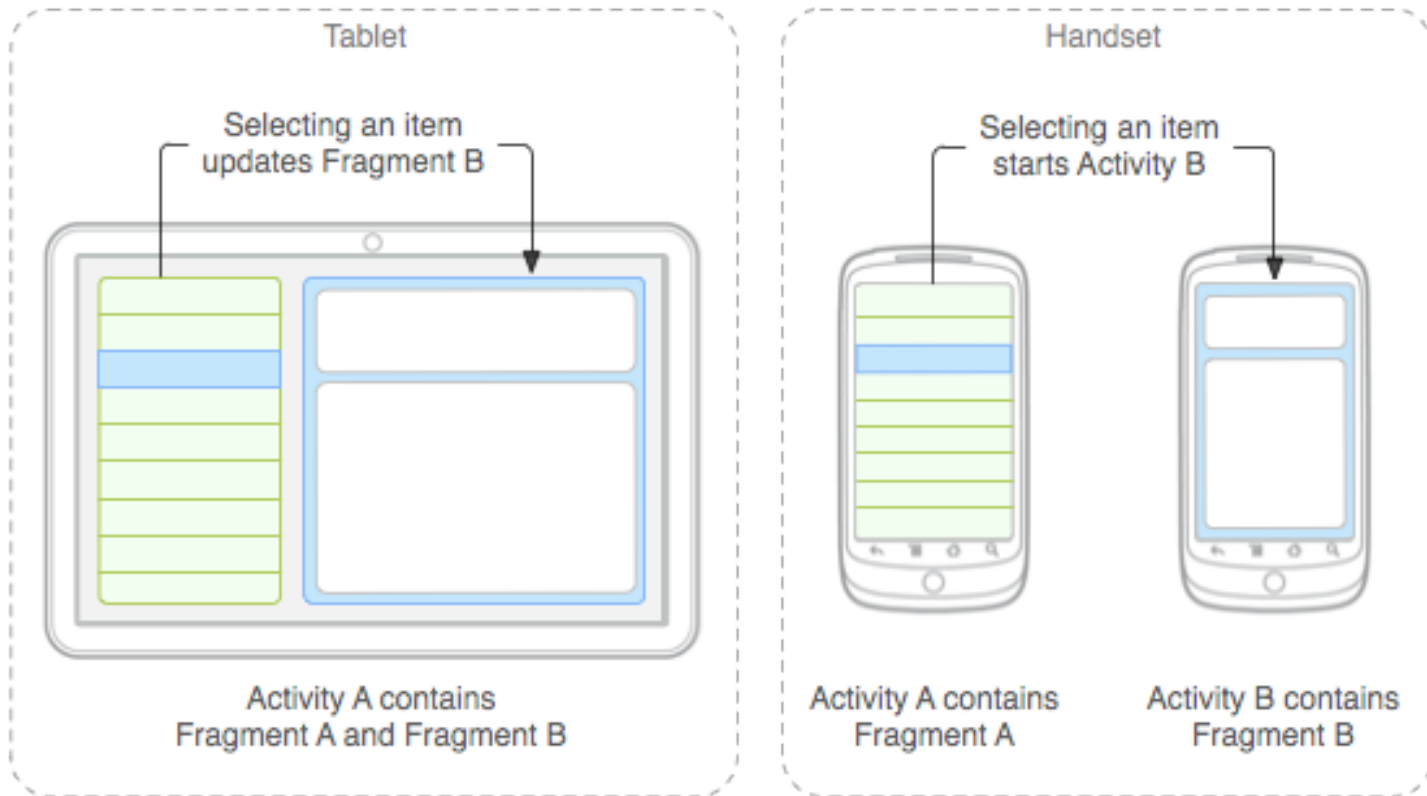 Tablet
Selecting an item
updates Fragment B
Activity A contains
Fragment A and Fragment B
Handset
Selecting an item
starts Activity B
Activity A contains
Fragment A
Activity B contains
Fragment B